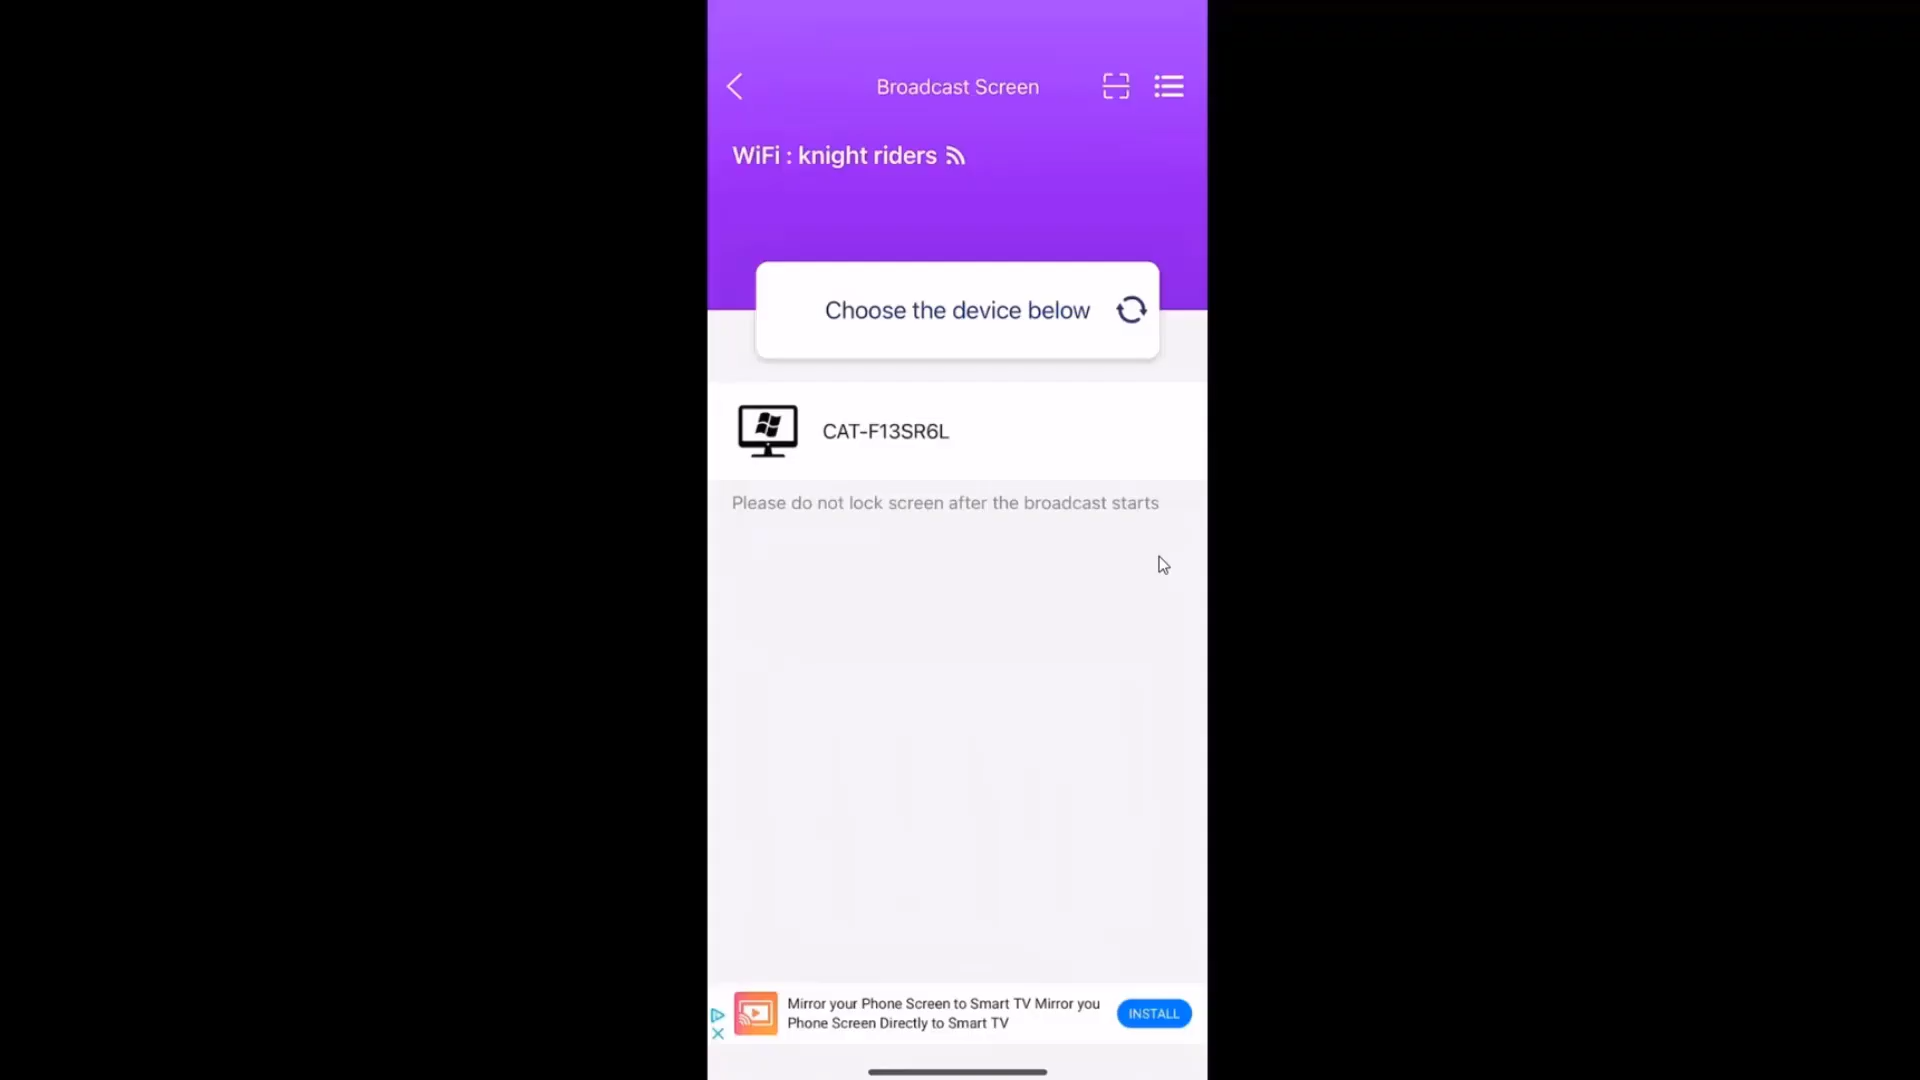 Broadcast Screen
WiFi : knight riders
Choose the device below
CAT-F13SR6L
Please do not lock screen after the broadcast starts
Mirror your Phone Screen to Smart TV Mirror you
Phone Screen Directly to Smart TV
INSTALL